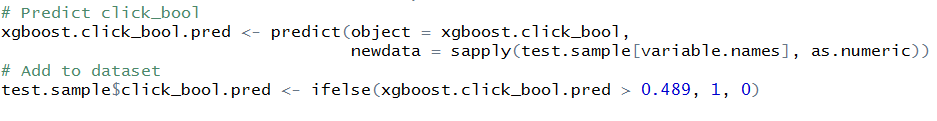 # Predict click_bool
xgboost.click_bool.pred <- predict(object = xgboost.click_bool,
newdata = sapply(test.sample[variable.names], as.numeric))
# Add to dataset
test.sample$click_bool.pred <- ifelse(xgboost.click_bool.pred > 0.489, 1, 0)